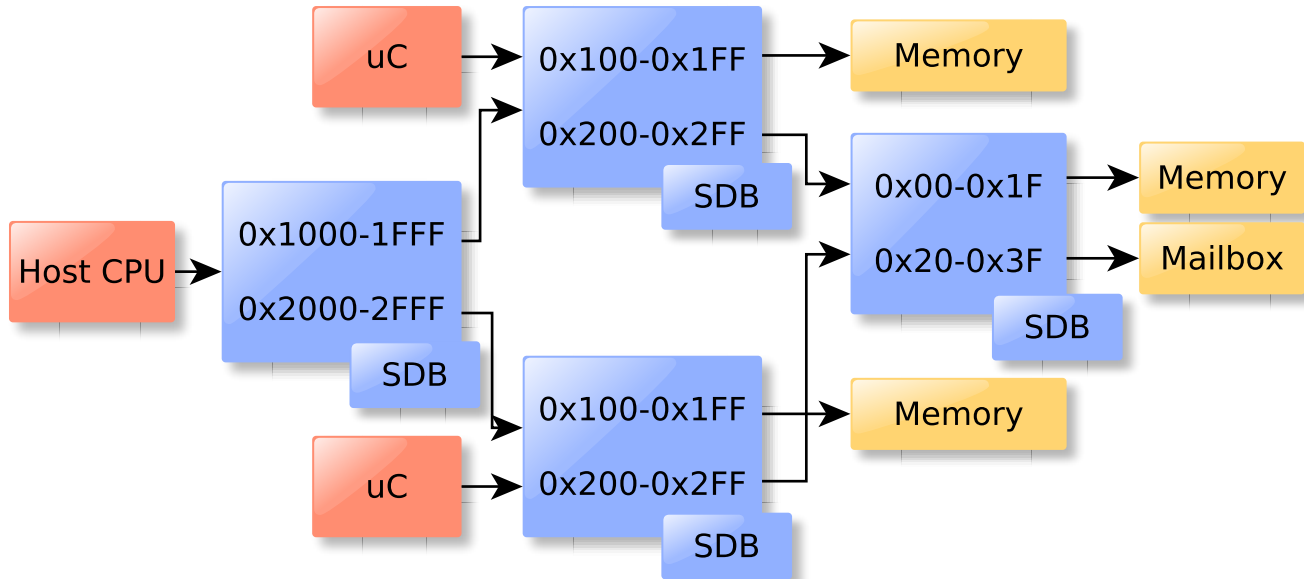 uC
0x100-0x1FF
0x200-0x2FF
SDB
Memory
0x00-0x1F
0x20-0x3F
SDB
Memory
Mailbox
Host CPU
0x1000-1FFF
0x2000-2FFF
SDB
uC
0x100-0x1FF
0x200-0x2FF
SDB
Memory